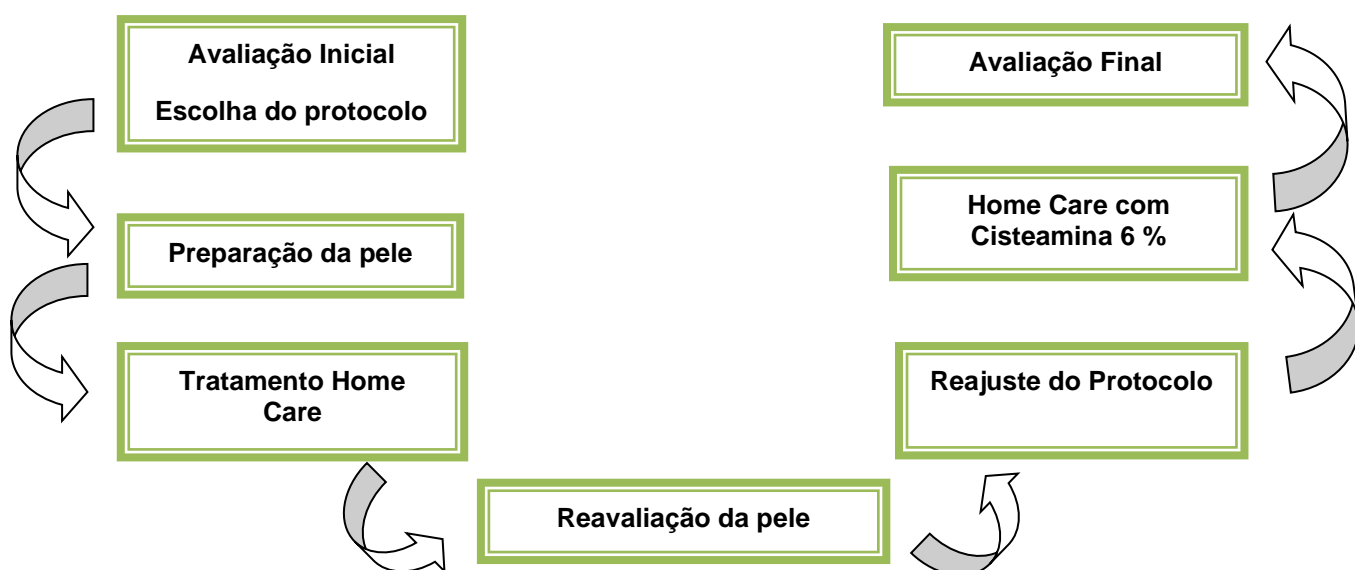 Avaliação Inicial
Escolha do protocolo
Preparação da pele
Tratamento Home
Care
Reavaliação da pele
Reajuste do Protocolo
Home Care com
Cisteamina 6 %
Avaliação Final